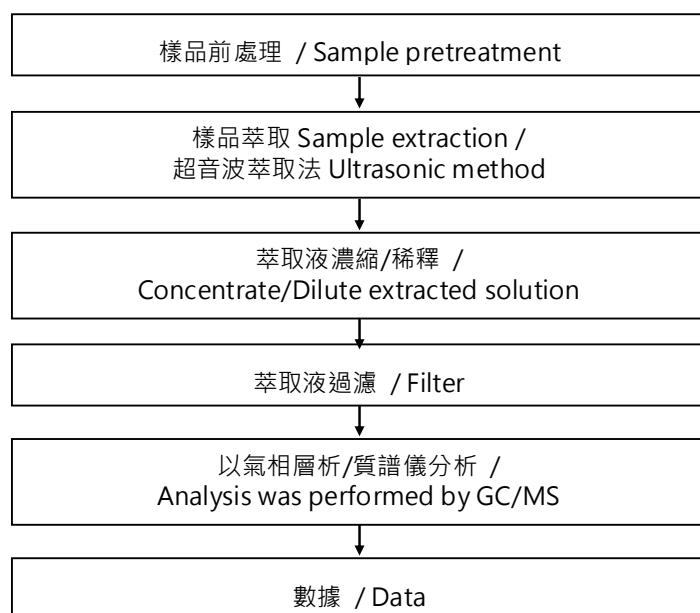 樣品前處理 / Sample pretreatment
樣品萃取 Sample extraction /
超音波萃取法 Ultrasonic method
萃取液濃縮/稀釋 /
Concentrate/Dilute extracted solution
萃取液過濾 / Filter
以氣相層析/質譜儀分析 /
Analysis was performed by GC/MS
數據 / Data